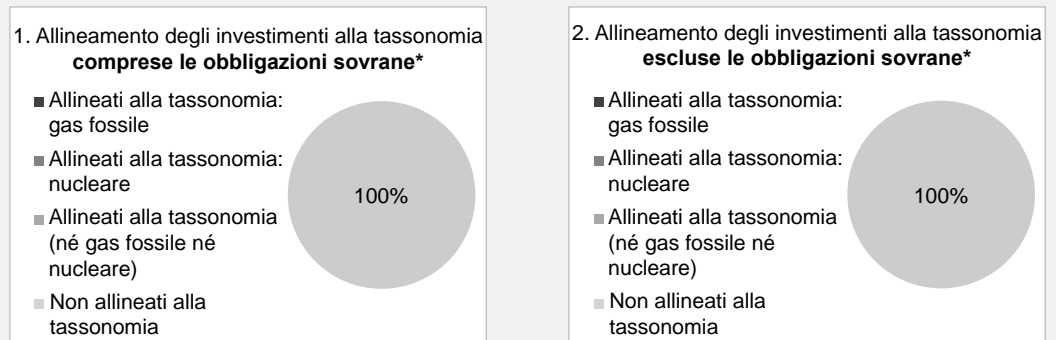 1. Allineamento degli investimenti alla tassonomia
comprese le obbligazioni sovrane*
Allineati alla tassonomia:
gas fossile
Allineati alla tassonomia:
nucleare
Allineati alla tassonomia
(né gas fossile né
nucleare)
Non allineati alla
tassonomia
100%
2. Allineamento degli investimenti alla tassonomia
escluse le obbligazioni sovrane*
Allineati alla tassonomia:
gas fossile
Allineati alla tassonomia:
nucleare
Allineati alla tassonomia
(né gas fossile né
nucleare)
Non allineati alla
tassonomia
100%